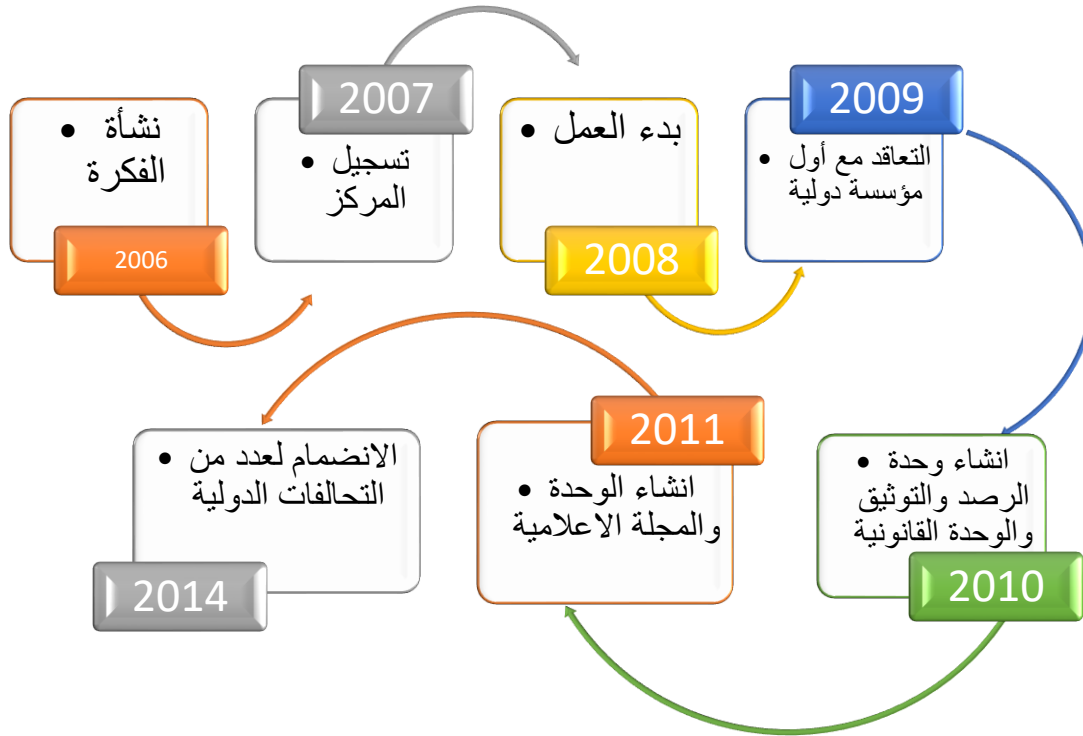 • نشأة
الفكرة
2006
2007
• تسجيل
المركز
• بدء العمل
2008
2009
• التعاقد مع أول
مؤسسة دولية
• انشاء وحدة
الرصد والتوثيق
والوحدة القانونية
2010
2011
• انشاء الوحدة
والمجلة الاعلامية
• الانضمام لعدد من
التحالفات الدولية
2014